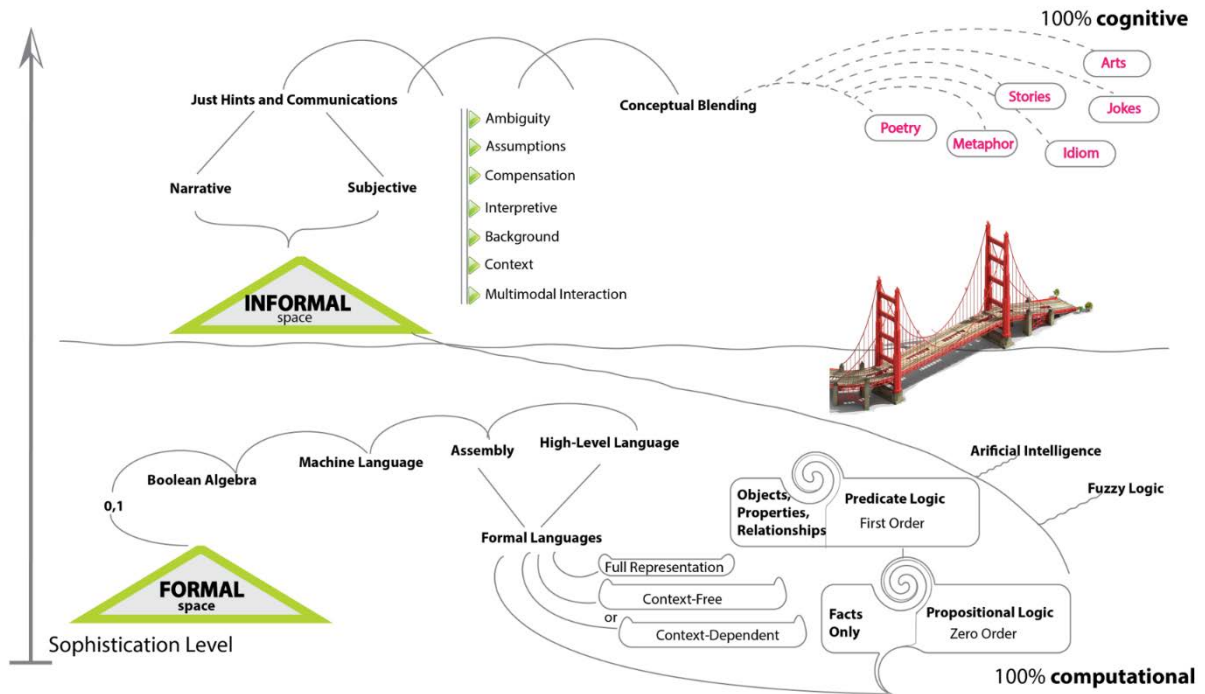 100% cognitive
Arts
Just Hints and Communications
Conceptual Blending
Stories
Jokes
Poetry
Metaphor
Idiom
Ambiguity
Assumptions
Compensation
Interpretive
Background
Context
Multimodal Interaction
Narrative
Subjective
INFORMAL
space
High-Level Language
Assembly
Machine Language
Boolean Algebra
0,1
Arificial Intelligence
Fuzzy Logic
Objects,
Properties,
Relationships
Predicate Logic
First Order
Formal Languages
Full Representation
Context-Free
or
Context-Dependent
Facts
Only
Propositional Logic
Zero Order
FORMAL
space
Sophistication Level
100% computational